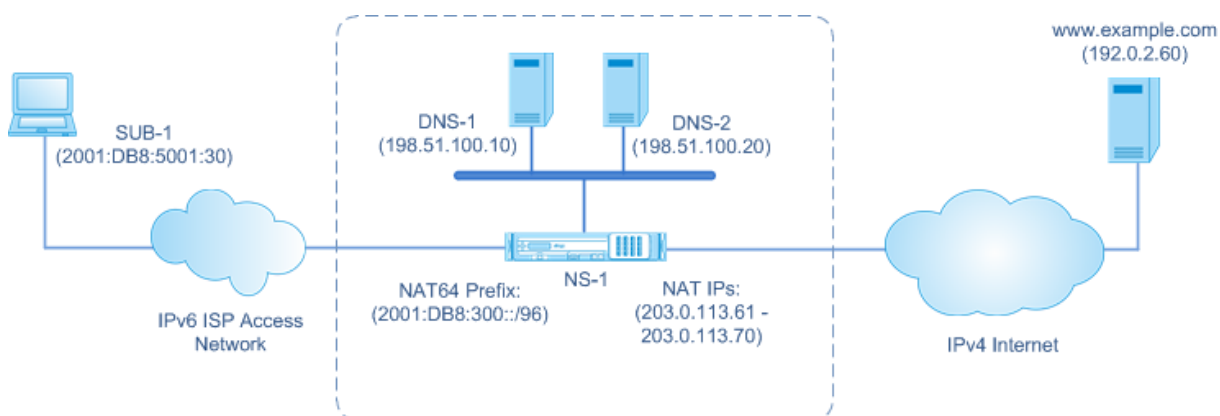 www.example.com
(192.0.2.60)
SUB-1
(2001:DB8:5001:30)
DNS-1
(198.51.100.10)
DNS-2
(198.51.100.20)
NS-1
NAT64 Prefix:
(2001:DB8:300::/96)
NAT IPs:
(203.0.113.61 -
203.0.113.70)
IPv6 ISP Access
Network
IPv4 Internet